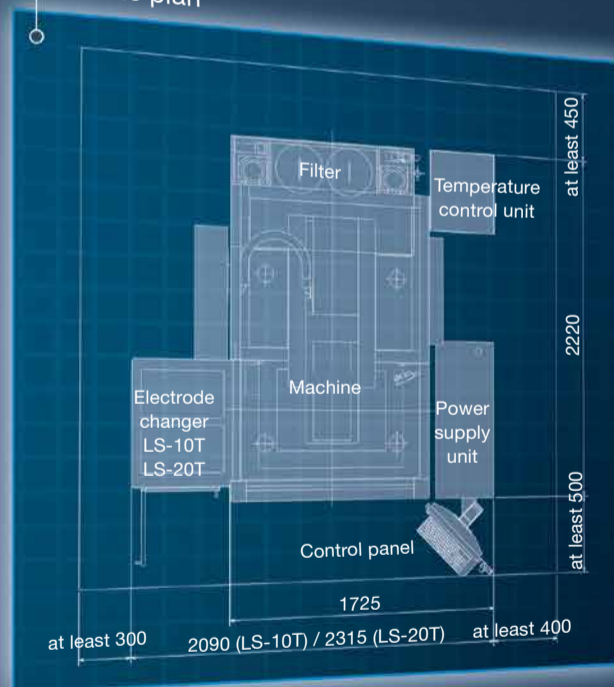 plan
at least 450
Filter
Temperature
control unit
2220
Electrode
changer
LS-10T
LS-20T
Machine
Power
supply
unit
at least 500
Control panel
1725
at least 300
2090 (LS-10T) / 2315 (LS-20T)
at least 400